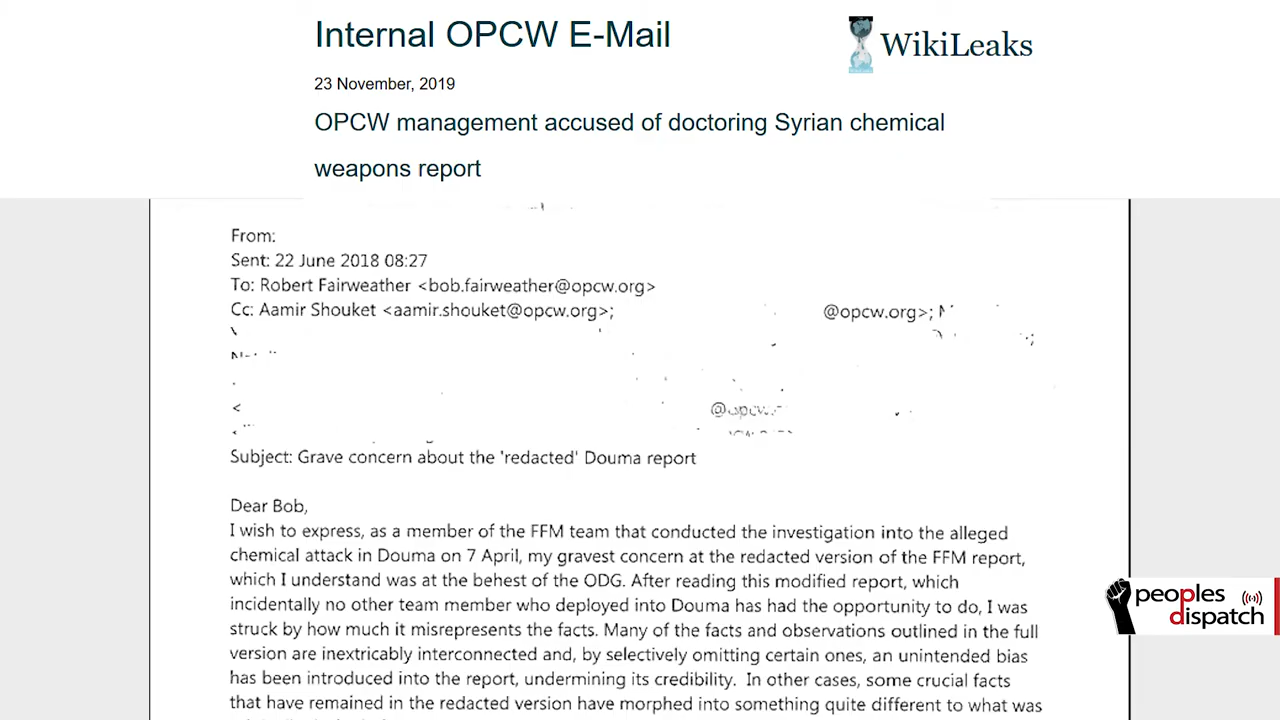 Internal OPCW E-Mail
WikiLeaks
23 November, 2019
OPCW management accused of doctoring Syrian chemical
weapons report
From:
Sent: 22 June 2018 08:27
To: Robert Fairweather <bob.fairweather@opcw.org>
Cc: Aamir Shouket <aamir.shouket@opcw.org>; @opcw.org>;
Subject: Grave concern about the 'redacted' Douma report
Dear Bob,
I wish to express, as a member of the FFM team that conducted the investigation into the alleged
chemical attack in Douma on 7 April, my gravest concern at the redacted version of the FFM report,
which I understand was at the behest of the ODG. After reading this modified report, which
incidentally no other team member who deployed into Douma has had the opportunity to do, I was
struck by how much it misrepresents the facts. Many of the facts and observations outlined in the full
version are inextricably interconnected and, by selectively omitting certain ones, an unintended bias
has been introduced into the report, undermining its credibility. In other cases, some crucial facts
that have remained in the redacted version have morphed into something quite different to what was
peoples
dispatch